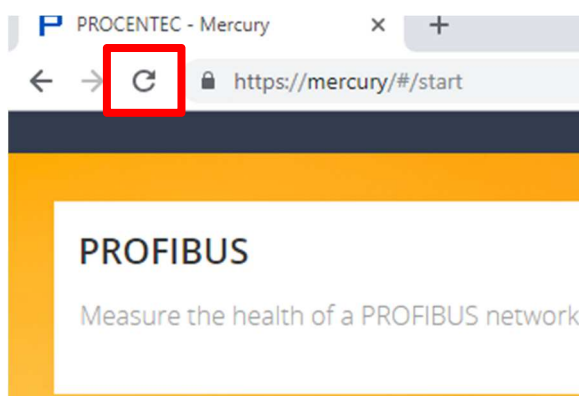 PROCENTEC - Mercury
https://mercury/#/start
PROFIBUS
Measure the health of a PROFIBUS network